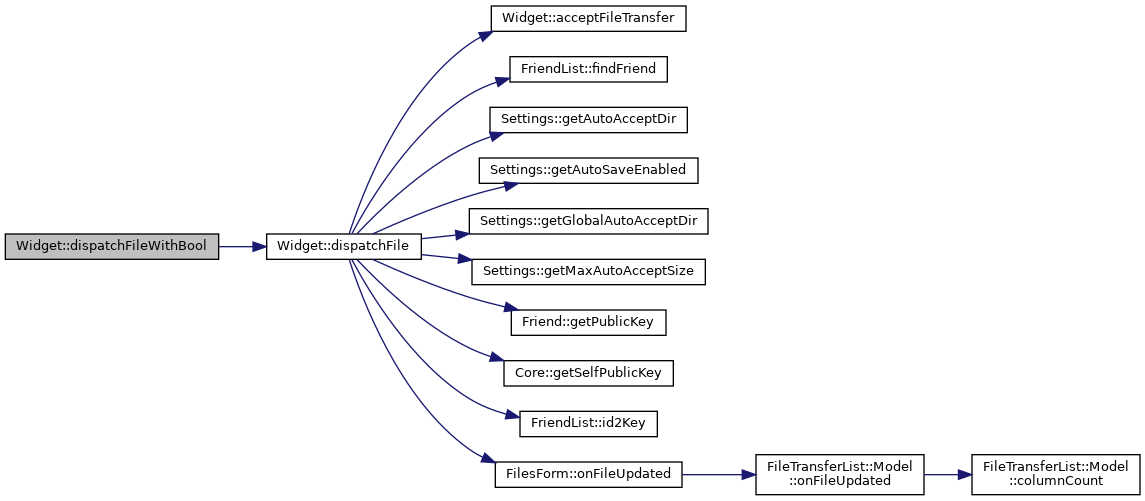 Widget::dispatchFileWithBool
Widget::dispatchFile
Widget::acceptFileTransfer
FriendList::findFriend
Settings::getAutoAcceptDir
Settings::getAutoSaveEnabled
Settings::getGlobalAutoAcceptDir
Settings::getMaxAutoAcceptSize
Friend::getPublicKey
Core::getSelfPublicKey
FriendList::id2Key
FilesForm::onFileUpdated
FileTransferList::Model
::onFileUpdated
FileTransferList::Model
::columnCount